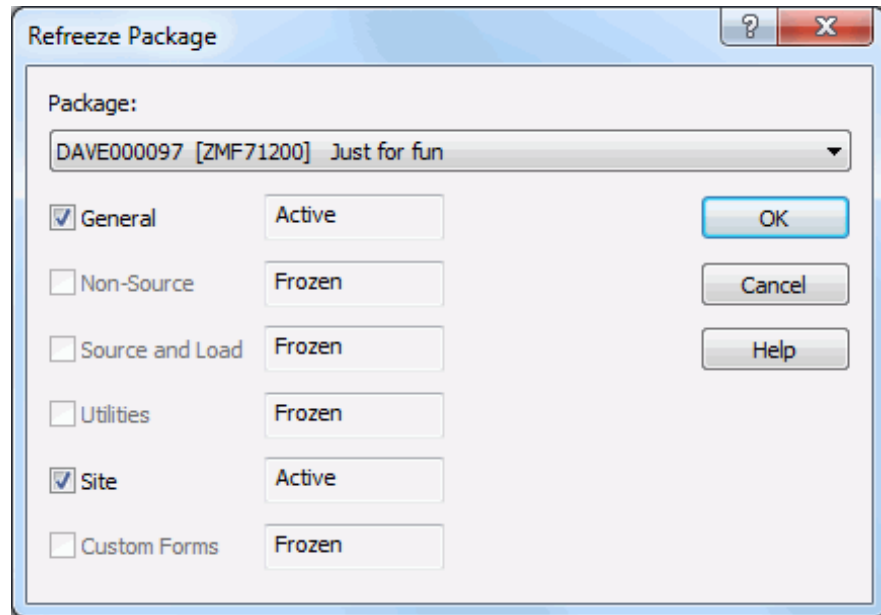 Refreeze Package
Package:
DAVE000097 [ZMF71200] Just for fun
General Active OK
Non-Source Frozen Cancel
Source and Load Frozen Help
Utilities Frozen
Site Active
Custom Forms Frozen